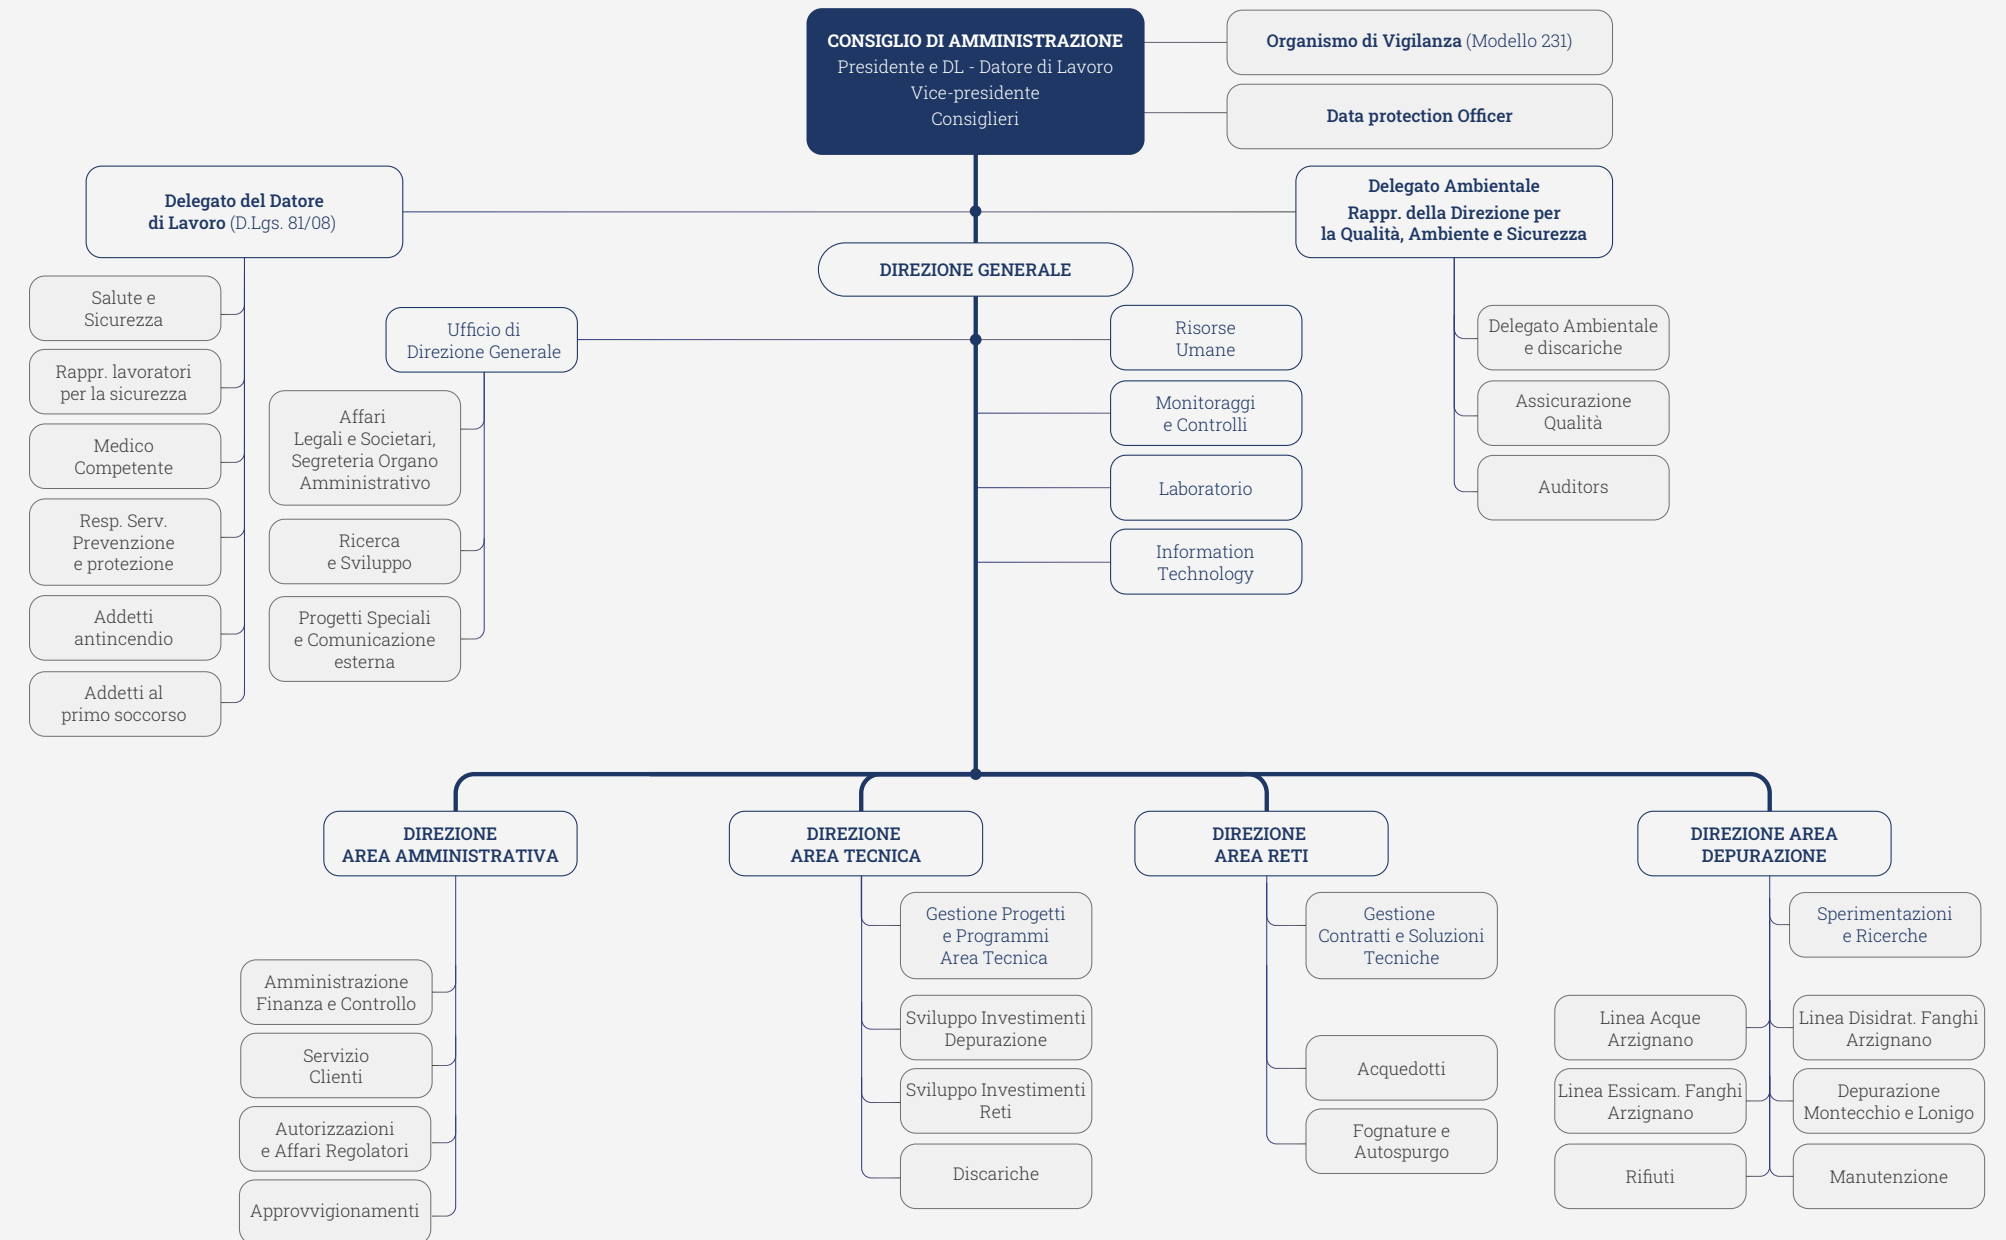 CONSIGLIO DI AMMINISTRAZIONE
Presidente e DL - Datore di Lavoro
Vice-presidente
Consiglieri
Organismo di Vigilanza (Modello 231)
Data protection Officer
Delegato del Datore
di Lavoro (D.Lgs. 81/08)
Delegato Ambientale
Rappr. della Direzione per
la Qualità, Ambiente e Sicurezza
DIREZIONE GENERALE
Salute e
Sicurezza
Rappr. lavoratori
per la sicurezza
Medico
Competente
Resp. Serv.
Prevenzione
e protezione
Addetti
antincendio
Addetti al
primo soccorso
Ufficio di
Direzione Generale
Affari
Legali e Societari,
Segreteria Organo
Amministrativo
Ricerca
e Sviluppo
Progetti Speciali
e Comunicazione
esterna
Risorse
Umane
Monitoraggi
e Controlli
Laboratorio
Information
Technology
Delegato Ambientale
e discariche
Assicurazione
Qualità
Auditors
DIREZIONE
AREA AMMINISTRATIVA
Amministrazione
Finanza e Controllo
Servizio
Clienti
Autorizzazioni
e Affari Regolatori
Approvvigionamenti
DIREZIONE
AREA TECNICA
Gestione Progetti
e Programmi
Area Tecnica
Sviluppo Investimenti
Depurazione
Sviluppo Investimenti
Reti
Discariche
DIREZIONE
AREA RETI
Gestione
Contratti e Soluzioni
Tecniche
Acquedotti
Fognature e
Autospurgo
DIREZIONE AREA
DEPURAZIONE
Sperimentazioni
e Ricerche
Linea Acque
Arzignano
Linea Disidrat. Fanghi
Arzignano
Linea Essicam. Fanghi
Arzignano
Depurazione
Montecchio e Lonigo
Rifiuti
Manutenzione